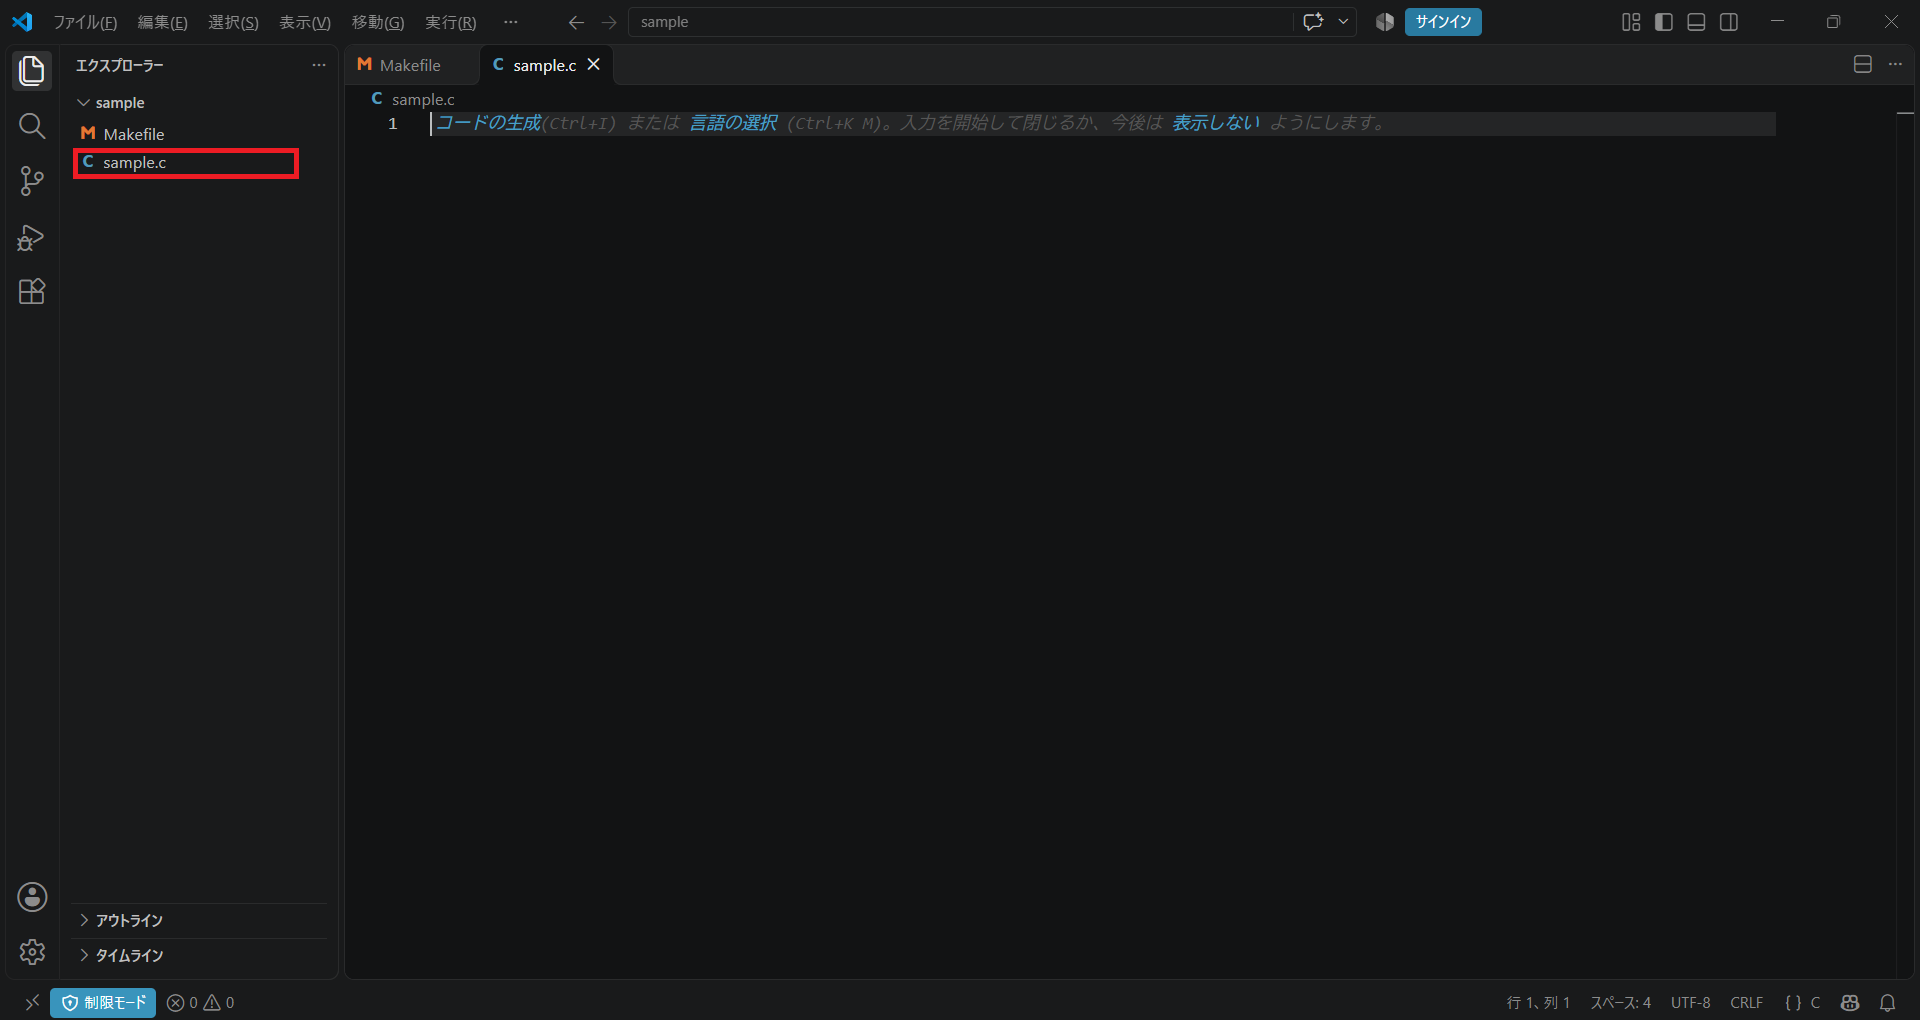 ファイル(F) 編集(E) 選択(S) 表示(V) 移動(G) 実行(R) ··· sample サインイン
エクスプローラー ···
sample
Makefile
sample.c
アウトライン
タイムライン
Makefile sample.c
sample.c
1 コードの生成(Ctrl+I) または 言語の選択 (Ctrl+K M)。入力を開始して閉じるか、今後は 表示しない ようにします。
制限モード 0 0 行 1、列 1 スペース: 4 UTF-8 CRLF { } C